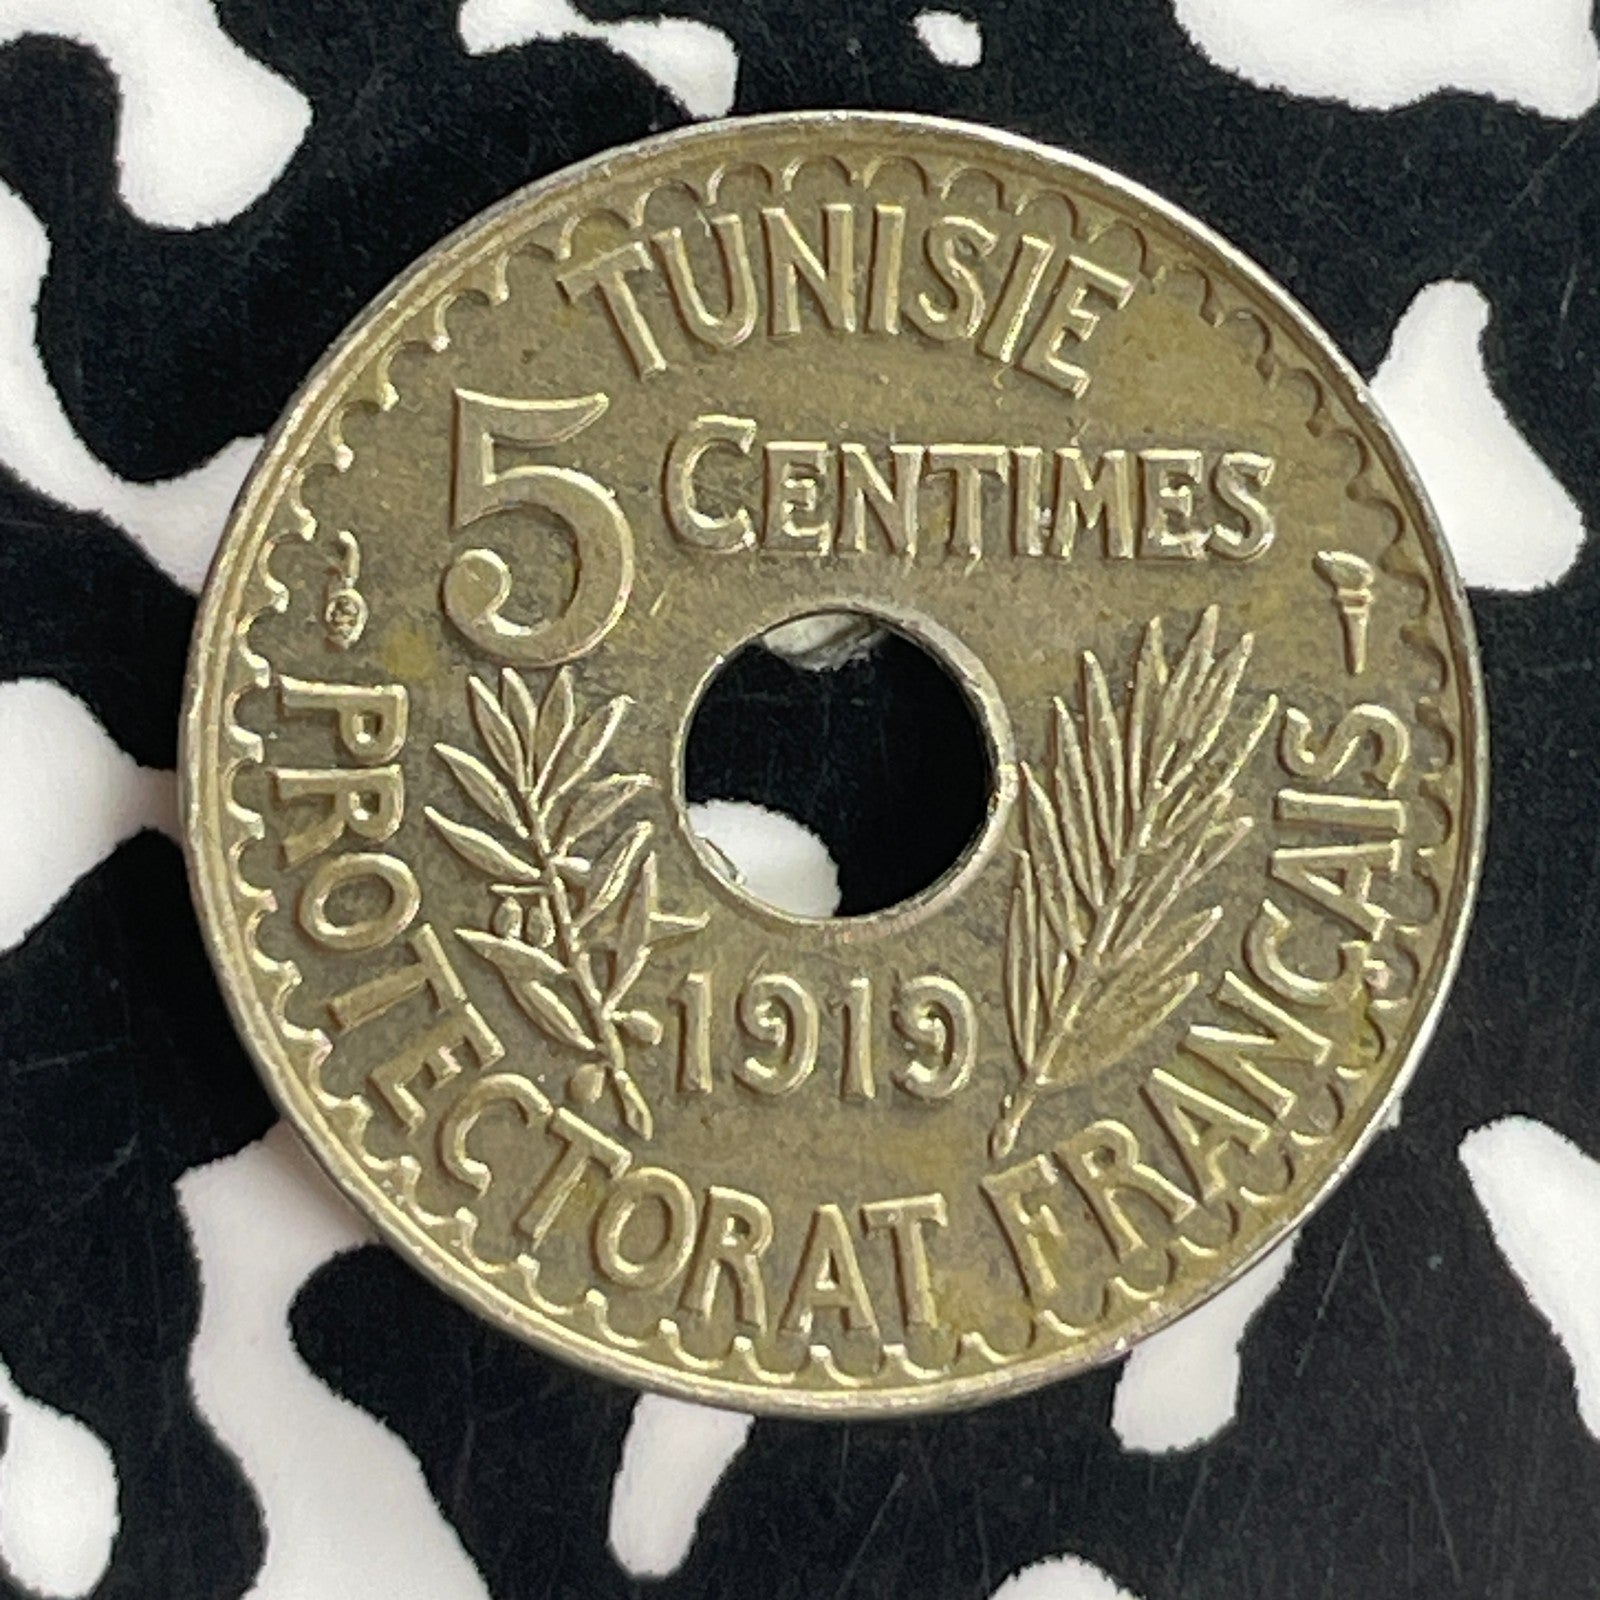 TUNISIE
5 CENTIMES
1919
PROTECTORAT FRANÇAIS